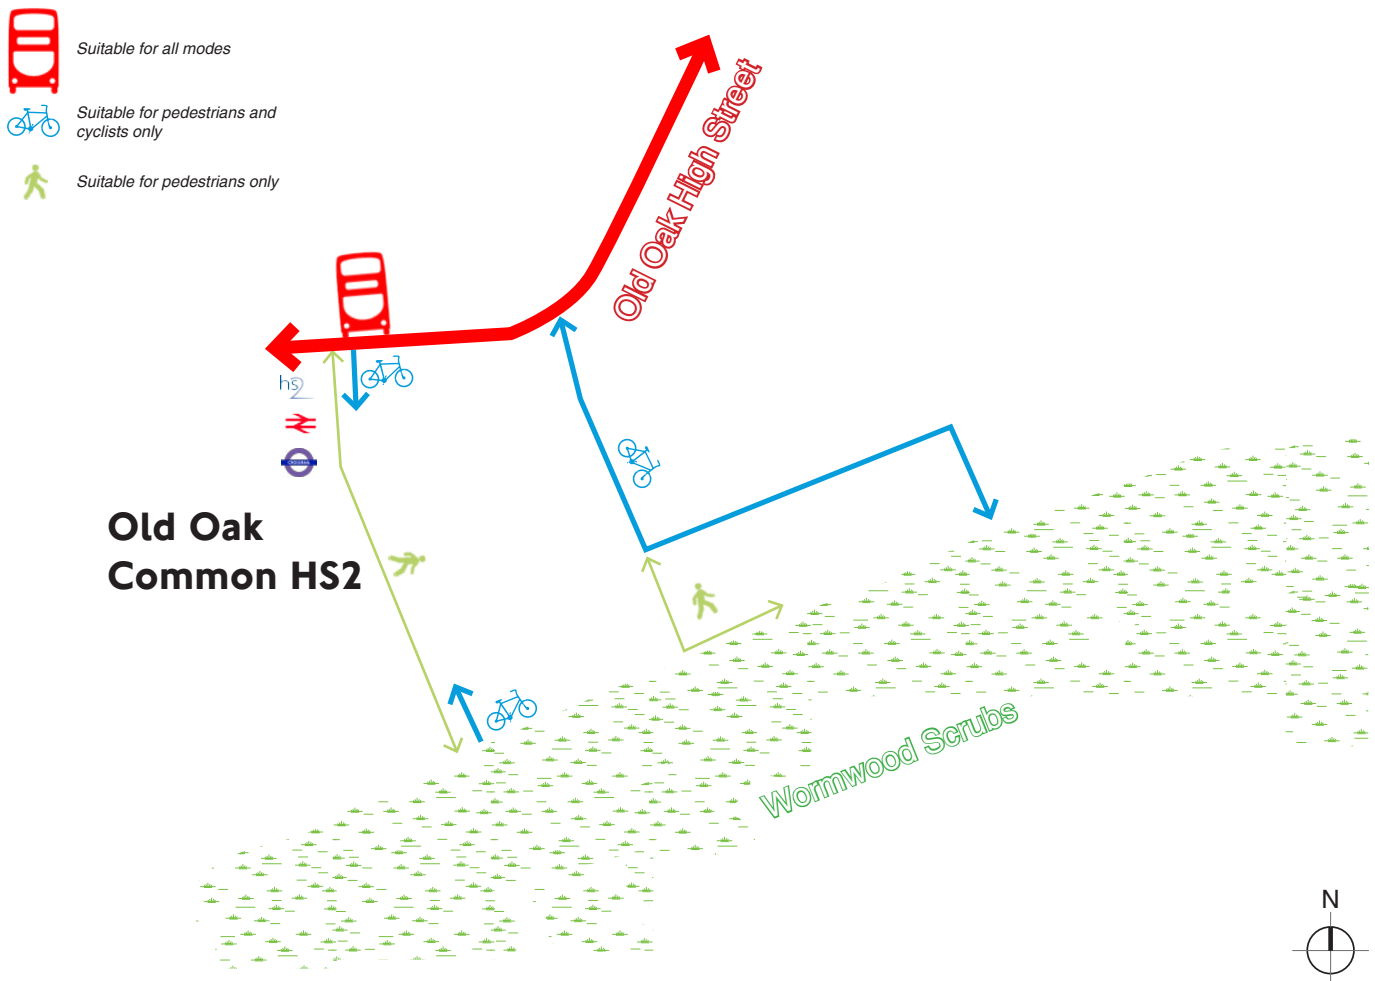 Suitable for all modes
Suitable for pedestrians and
cyclists only
Suitable for pedestrians only
Old Oak High Street
hs2
Old Oak
Common HS2
Wormwood Scrubs
N